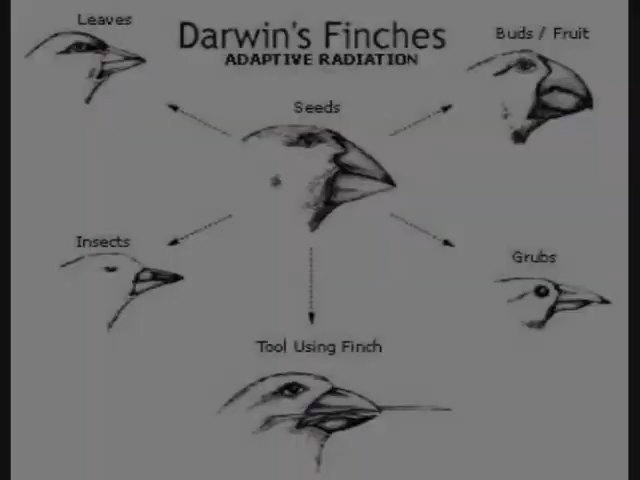 Leaves
Darwin's Finches
Buds / Fruit
ADAPTIVE RADIATION
Seeds
Insects
Grubs
Tool Using Finch